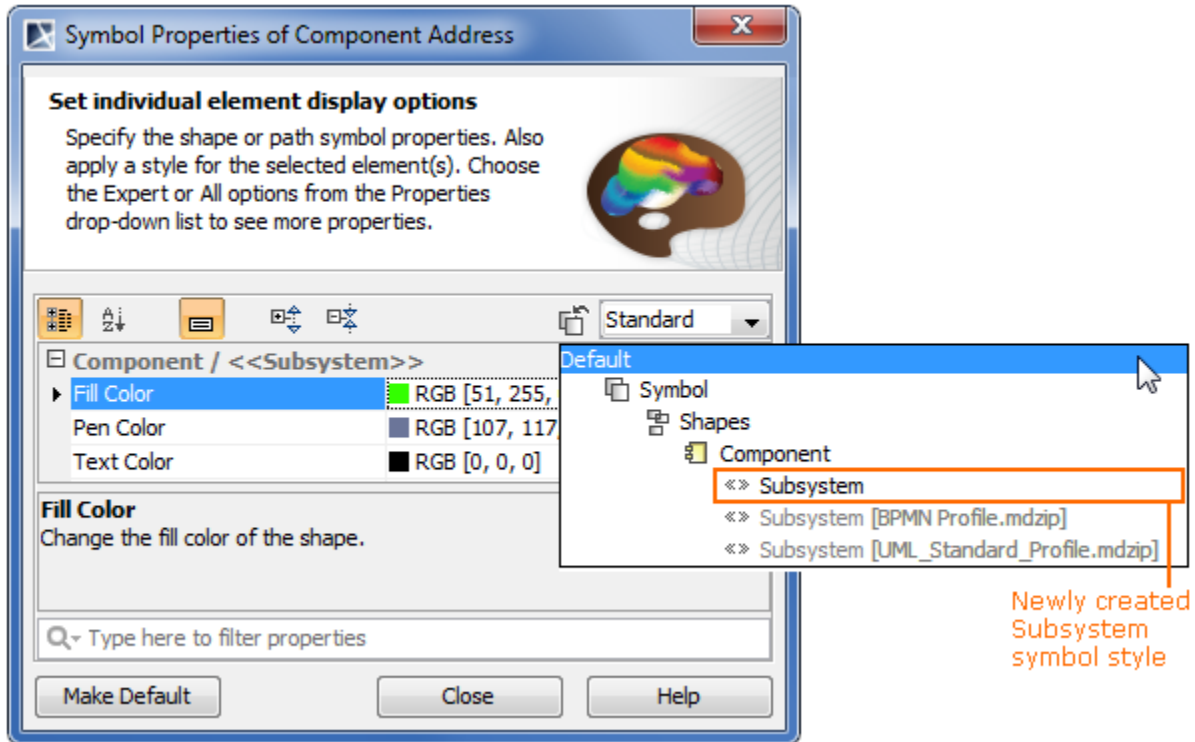 Symbol Properties of Component Address
Set individual element display options
Specify the shape or path symbol properties. Also
apply a style for the selected element(s). Choose
the Expert or All options from the Properties
drop-down list to see more properties.
Standard
Component / <<Subsystem>>
Fill Color RGB [51, 255,
Pen Color RGB [107, 117,
Text Color RGB [0, 0, 0]
Default
Symbol
Shapes
Component
«» Subsystem
«» Subsystem [BPMN Profile.mdzip]
«» Subsystem [UML_Standard_Profile.mdzip]
Fill Color
Change the fill color of the shape.
Type here to filter properties
Make Default
Close
Help
Newly created
Subsystem
symbol style